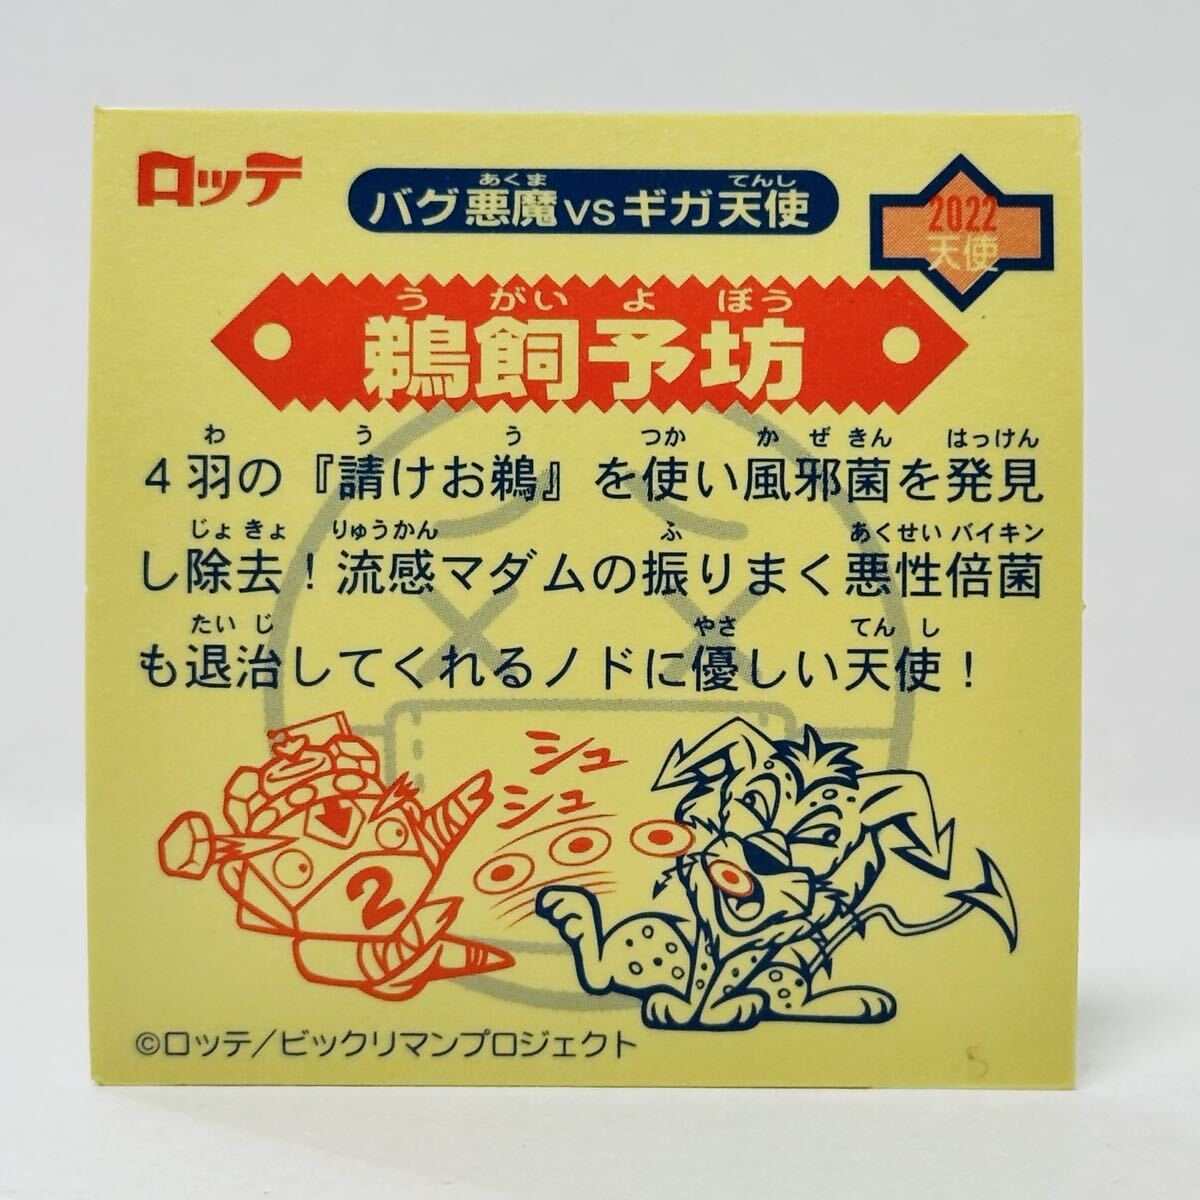 ロッテ
あくま てんし
バグ悪魔vsギガ天使
2022
天使
う がい よ ぼう
鵜飼予坊
わ う う つか か ぜ きん はっけん
4羽の『請けお鵜』を使い風邪菌を発見
じょ きょ りゅうかん ふ あくせい バイキン
し除去！流感マダムの振りまく悪性倍菌
たい じ やさ てん し
も退治してくれるノドに優しい天使！
シュ
シュ
2
©ロッテ/ビックリマンプロジェクト
5